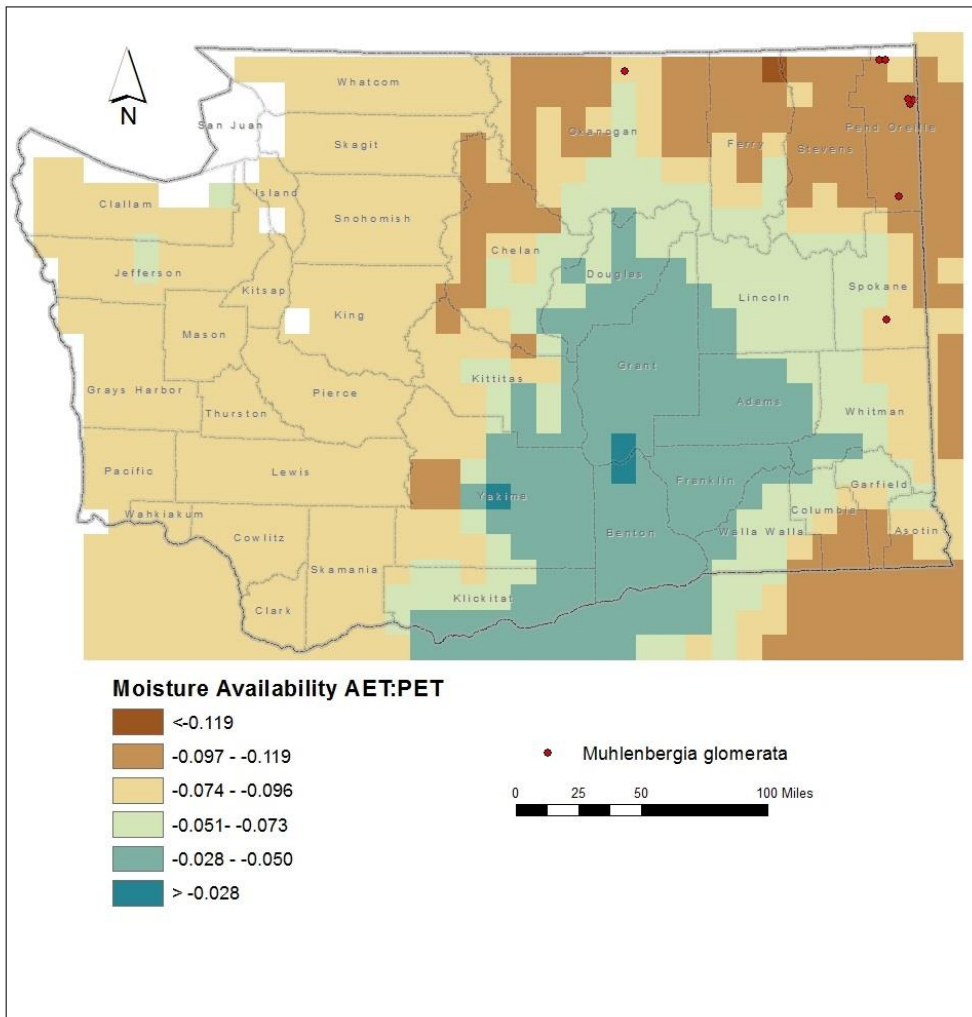 N
Whatcom
San Juan
Skagit
Okanogan
Ferry
Stevens
Pend Oreille
Island
Clallam
Snohomish
Chelan
Jefferson
Kitsap
Douglas
Lincoln
Spokane
King
Mason
Grant
Grays Harbor
Kittitas
Pierce
Adams
Thurston
Whitman
Pacific
Lewis
Yakima
Franklin
Garfield
Wahkiakum
Columbia
Cowlitz
Benton
Walla Walla
Asotin
Skamania
Klickitat
Clark
Moisture Availability AET:PET
<-0.119
-0.097 - -0.119
-0.074 - -0.096
-0.051- -0.073
-0.028 - -0.050
> -0.028
Muhlenbergia glomerata
0 25 50 100 Miles